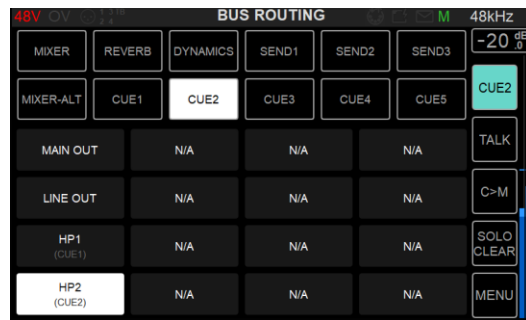 48V OV BUS ROUTING M 48kHz
MIXER REVERB DYNAMICS SEND1 SEND2 SEND3 -20.0 dB
MIXER-ALT CUE1 CUE2 CUE3 CUE4 CUE5 CUE2
MAIN OUT N/A N/A N/A TALK
LINE OUT N/A N/A N/A C>M
HP1 N/A N/A N/A SOLO
(CUE1) CLEAR
HP2 N/A N/A N/A MENU
(CUE2)